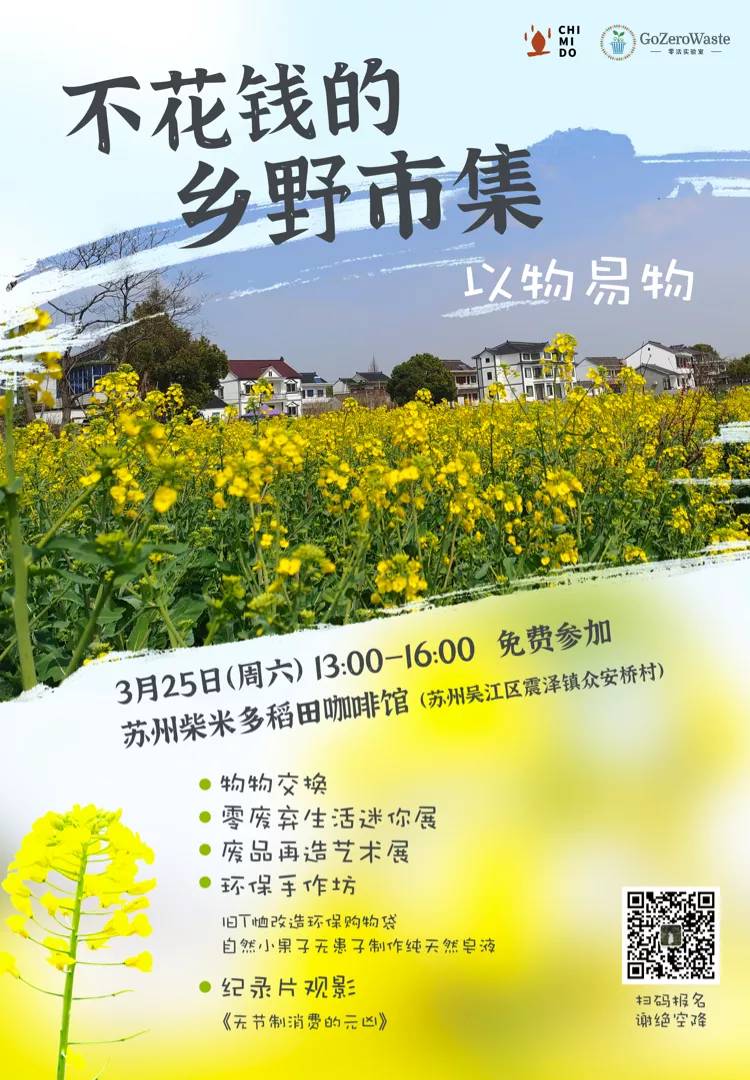 CHI
MI
DO
GoZeroWaste
零活实验室
不花钱的
乡野市集
以物易物
3月25日(周六) 13:00-16:00 免费参加
苏州柴米多稻田咖啡馆 (苏州吴江区震泽镇众安桥村)
物物交换
零废弃生活迷你展
废品再造艺术展
环保手作坊
旧T恤改造环保购物袋
自然小果子无患子制作纯天然皂液
纪录片观影
《无节制消费的元凶》
扫码报名
谢绝空降